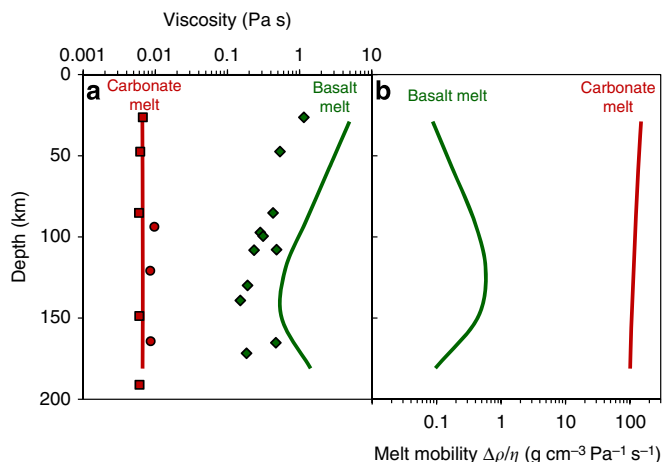 Viscosity (Pa s)
0.001 0.01 0.1 1 10
0
50
100
150
200
Depth (km)
a
Carbonate
melt
Basalt
melt
b
Basalt melt
Carbonate
melt
0.1 1 10 100
Melt mobility Δρ/η (g cm⁻³ Pa⁻¹ s⁻¹)